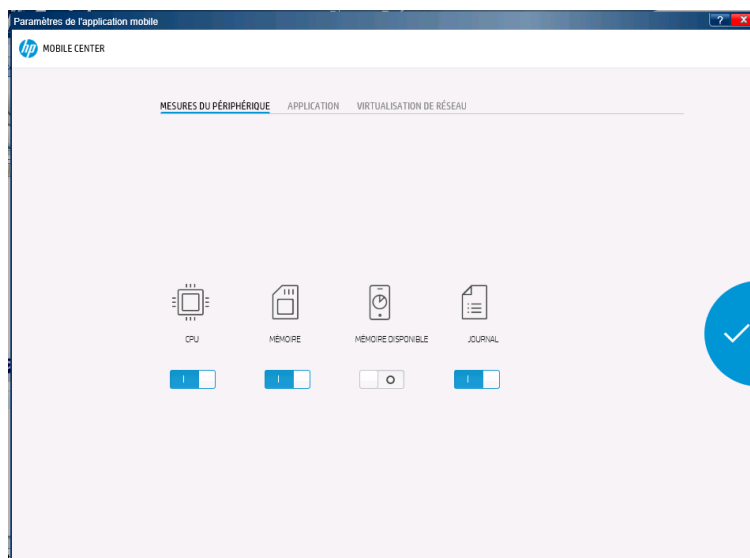 Paramètres de l'application mobile
hp MOBILE CENTER
MESURES DU PÉRIPHÉRIQUE APPLICATION VIRTUALISATION DE RÉSEAU
CPU MÉMOIRE MÉMOIRE DISPONIBLE JOURNAL